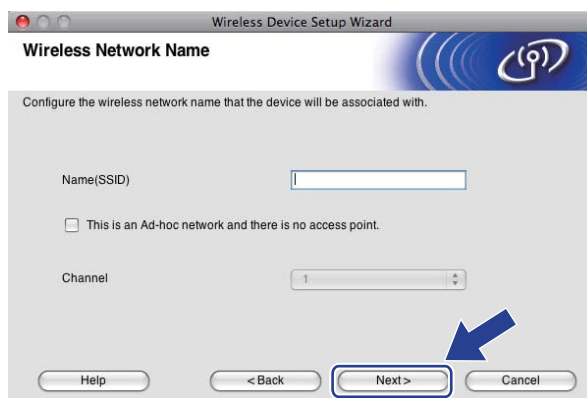 Wireless Device Setup Wizard
Wireless Network Name
Configure the wireless network name that the device will be associated with.
Name(SSID)
This is an Ad-hoc network and there is no access point.
Channel 1
Help <Back Next> Cancel